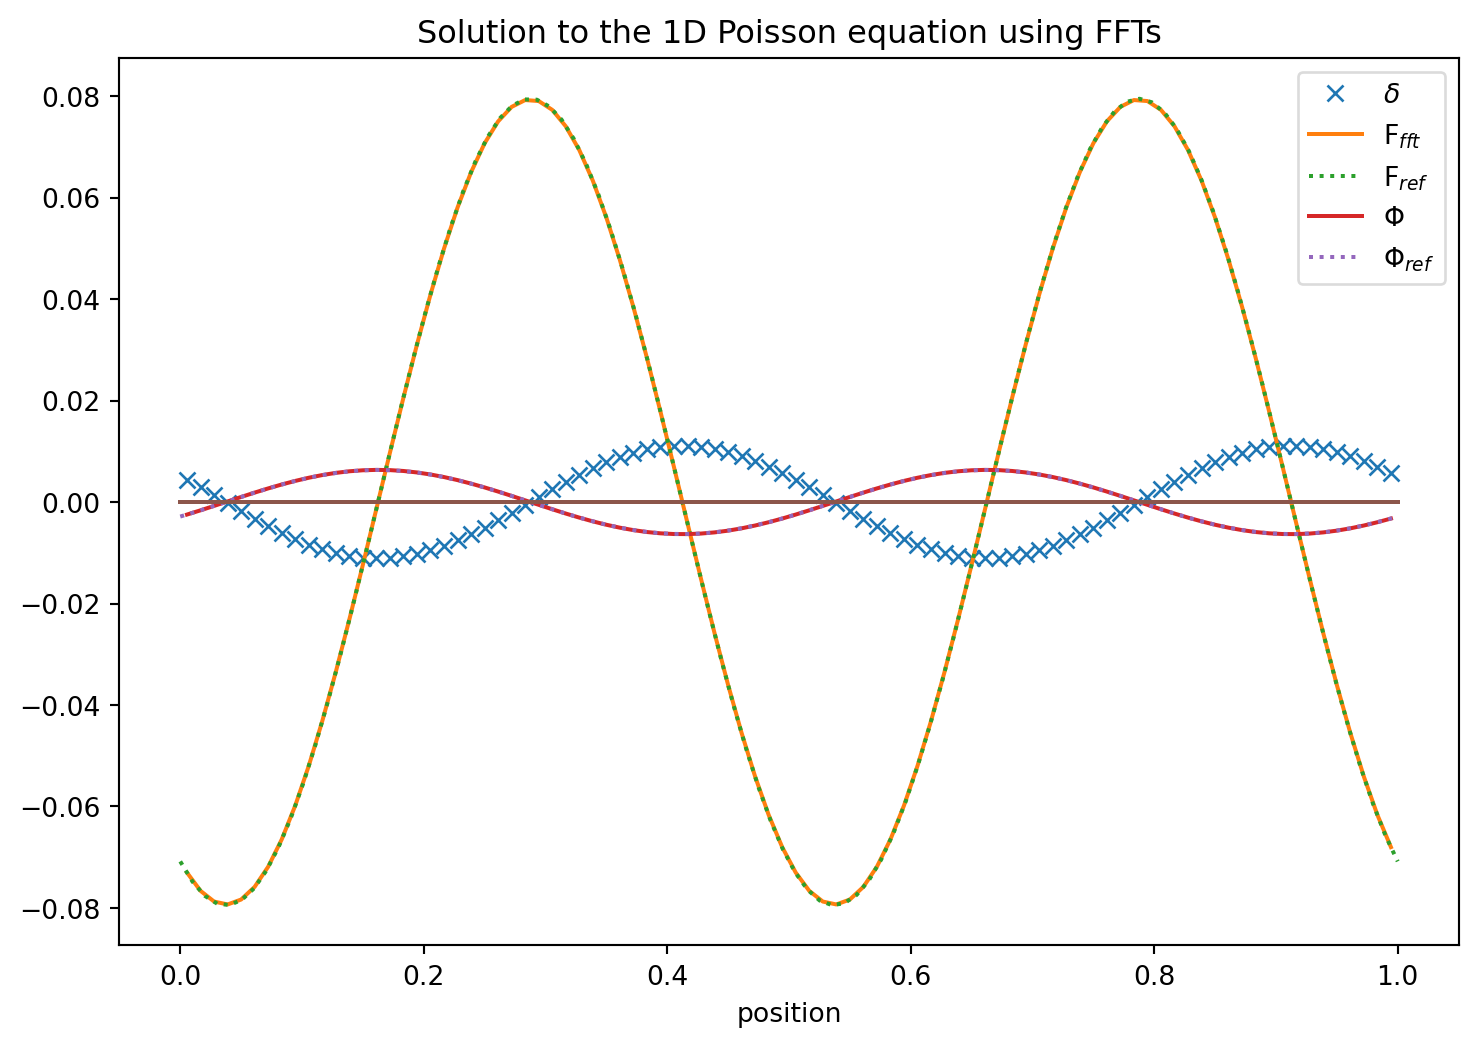 Solution to the 1D Poisson equation using FFTs
δ
F_fft
F_ref
Φ
Φ_ref
0.08
0.06
0.04
0.02
0.00
−0.02
−0.04
−0.06
−0.08
0.0 0.2 0.4 0.6 0.8 1.0
position